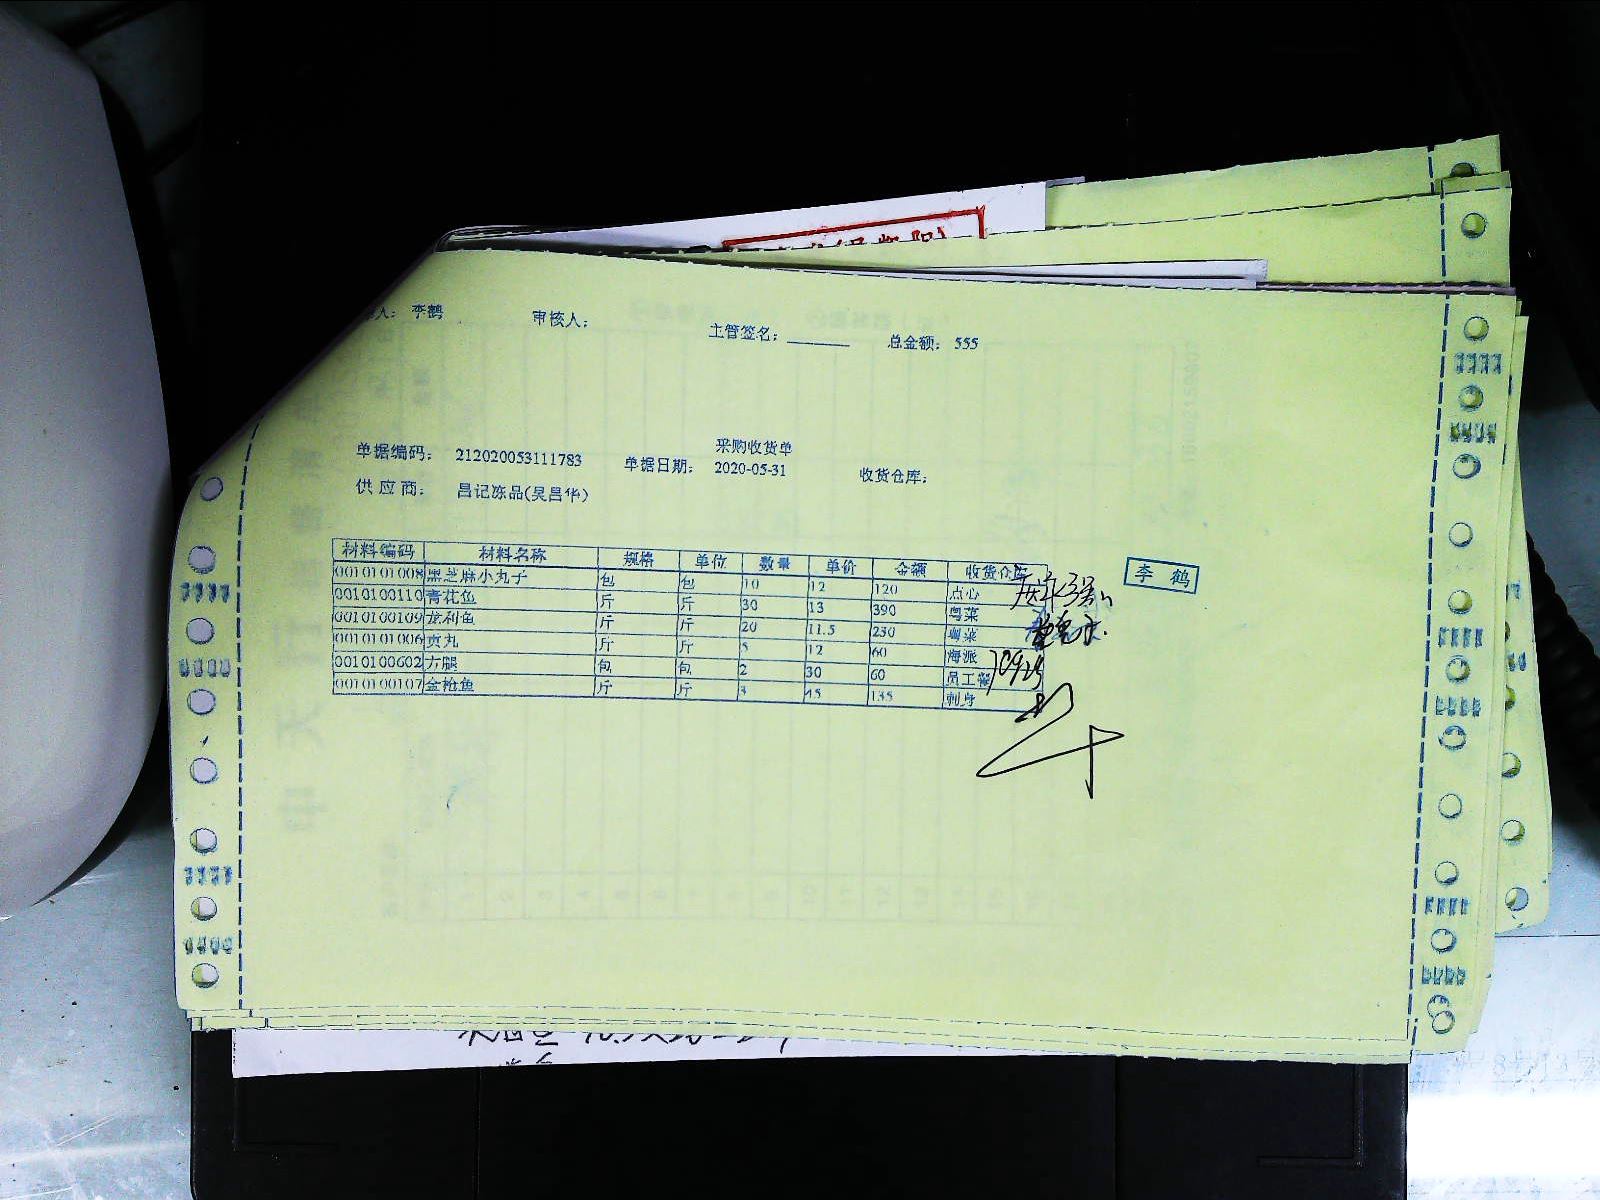 人： 李鹤 审核人： 主管签名：________ 总金额： 555
采购收货单
单据编码： 212020053111783 单据日期： 2020-05-31 收货仓库：
供 应 商： 昌记冻品(吴昌华)
材料编码 材料名称 规格 单位 数量 单价 金额 收货仓库
0010101008 黑芝麻小丸子 包 包 10 12 120 点心
0010100110 青花鱼 斤 斤 30 13 390 粤菜
0010100109 龙利鱼 斤 斤 20 11.5 230 粤菜
0010101006 贡丸 斤 斤 5 12 60 海派
0010100602 方腿 包 包 2 30 60 员工餐
0010100107 金枪鱼 斤 斤 3 45 135 刺身
李 鹤